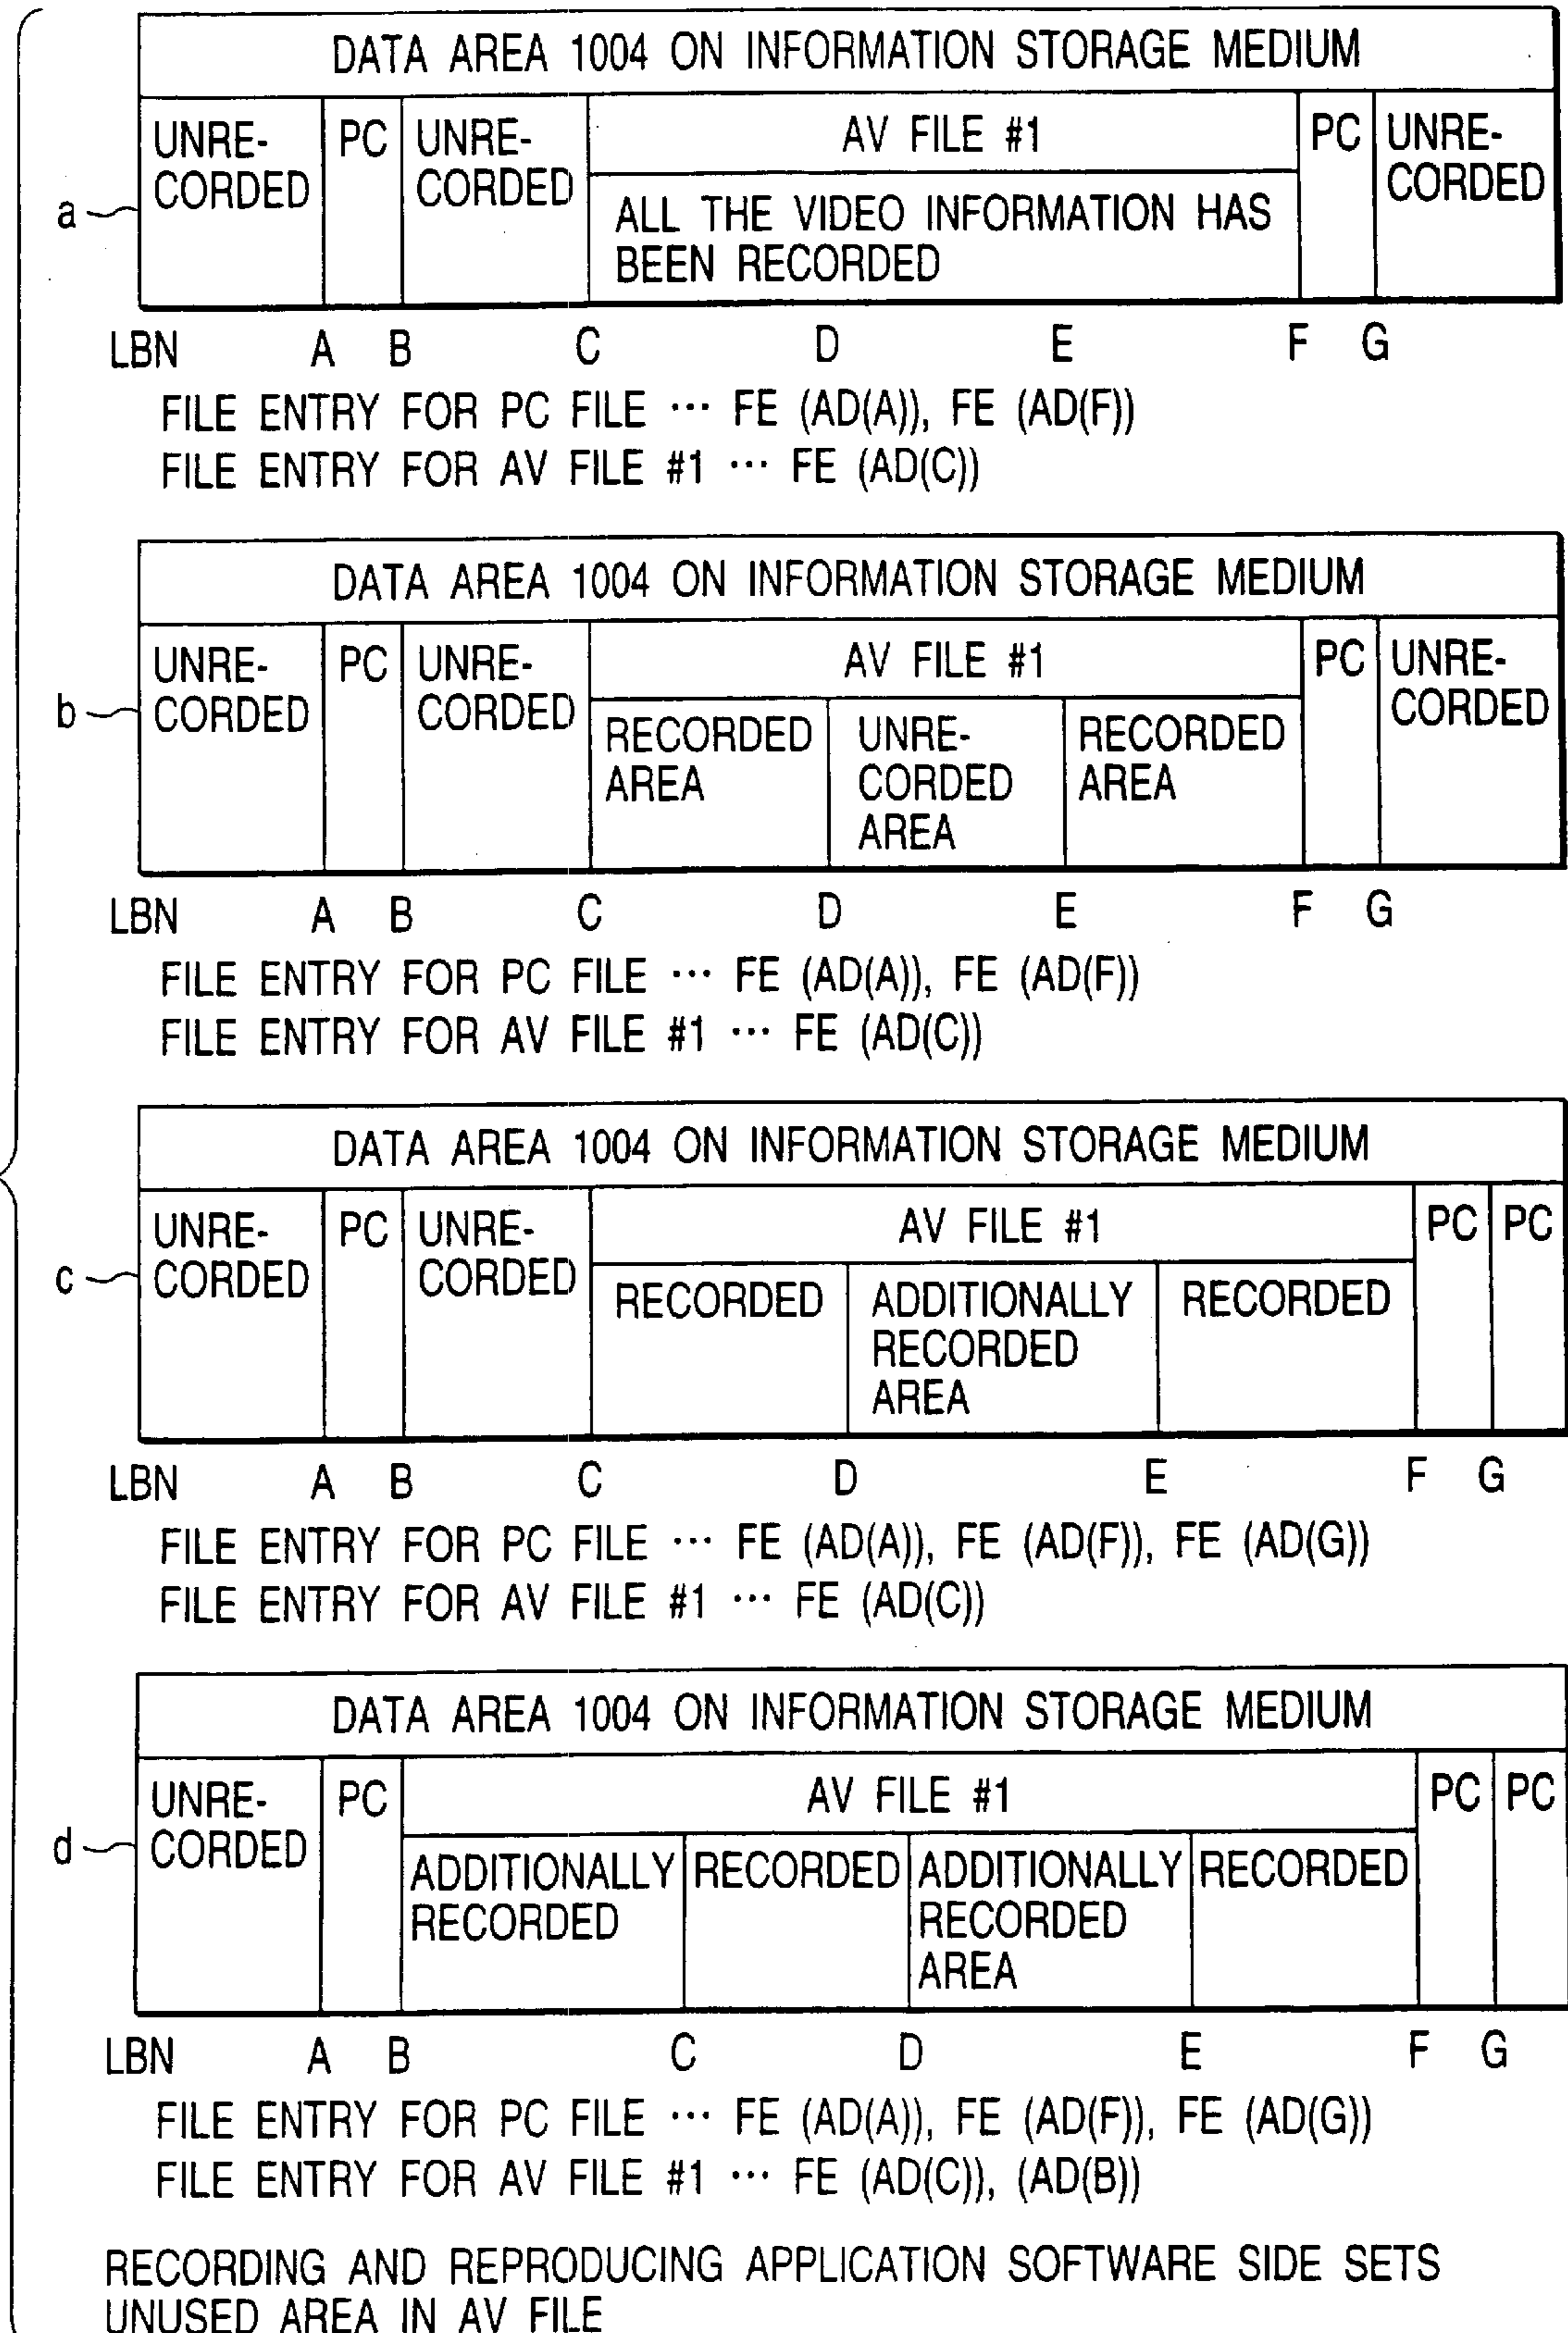 DATA AREA 1004 ON INFORMATION STORAGE MEDIUM
UNRE-
CORDED
PC
UNRE-
CORDED
AV FILE #1
ALL THE VIDEO INFORMATION HAS
BEEN RECORDED
PC
UNRE-
CORDED
a
LBN A B C D E F G
FILE ENTRY FOR PC FILE ··· FE (AD(A)), FE (AD(F))
FILE ENTRY FOR AV FILE #1 ··· FE (AD(C))
DATA AREA 1004 ON INFORMATION STORAGE MEDIUM
UNRE-
CORDED
PC
UNRE-
CORDED
AV FILE #1
RECORDED
AREA
UNRE-
CORDED
AREA
RECORDED
AREA
PC
UNRE-
CORDED
b
LBN A B C D E F G
FILE ENTRY FOR PC FILE ··· FE (AD(A)), FE (AD(F))
FILE ENTRY FOR AV FILE #1 ··· FE (AD(C))
DATA AREA 1004 ON INFORMATION STORAGE MEDIUM
UNRE-
CORDED
PC
UNRE-
CORDED
AV FILE #1
RECORDED
ADDITIONALLY
RECORDED
AREA
RECORDED
PC
PC
c
LBN A B C D E F G
FILE ENTRY FOR PC FILE ··· FE (AD(A)), FE (AD(F)), FE (AD(G))
FILE ENTRY FOR AV FILE #1 ··· FE (AD(C))
DATA AREA 1004 ON INFORMATION STORAGE MEDIUM
UNRE-
CORDED
PC
AV FILE #1
ADDITIONALLY
RECORDED
RECORDED
ADDITIONALLY
RECORDED
AREA
RECORDED
PC
PC
d
LBN A B C D E F G
FILE ENTRY FOR PC FILE ··· FE (AD(A)), FE (AD(F)), FE (AD(G))
FILE ENTRY FOR AV FILE #1 ··· FE (AD(C)), (AD(B))
RECORDING AND REPRODUCING APPLICATION SOFTWARE SIDE SETS
UNUSED AREA IN AV FILE